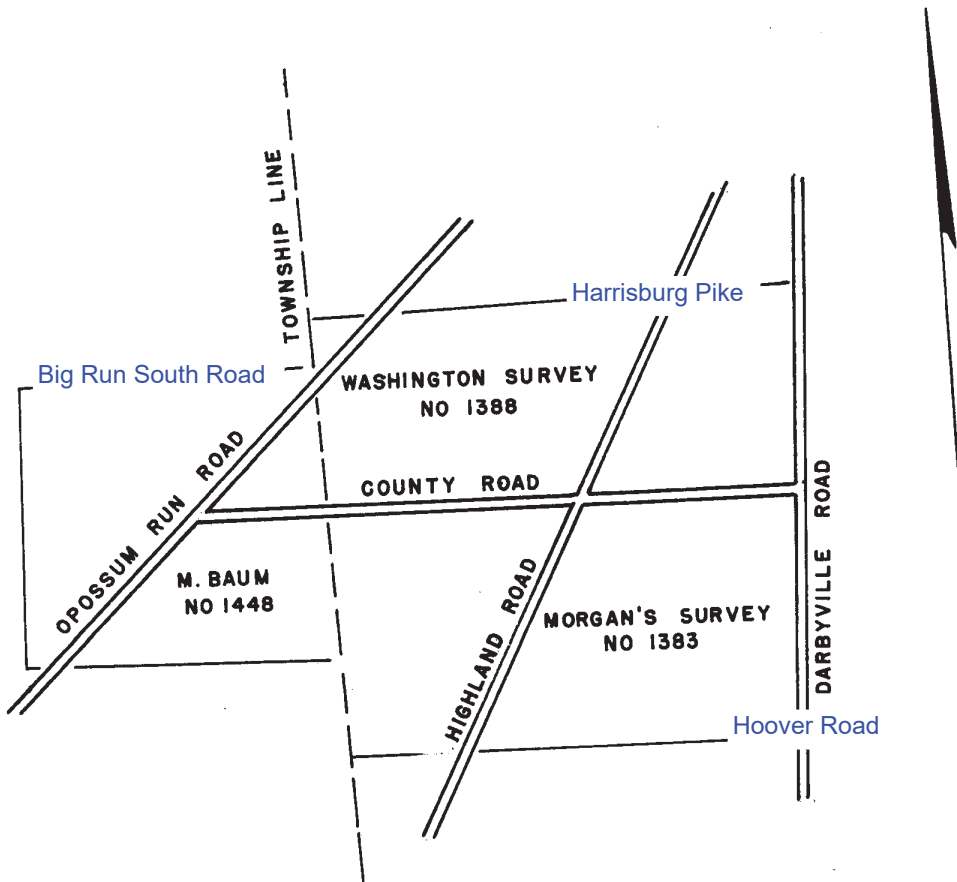 TOWNSHIP LINE
Harrisburg Pike
Big Run South Road
WASHINGTON SURVEY
NO 1388
OPOSSUM RUN ROAD
COUNTY ROAD
DARBYVILLE ROAD
M. BAUM
NO 1448
HIGHLAND ROAD
MORGAN'S SURVEY
NO 1383
Hoover Road